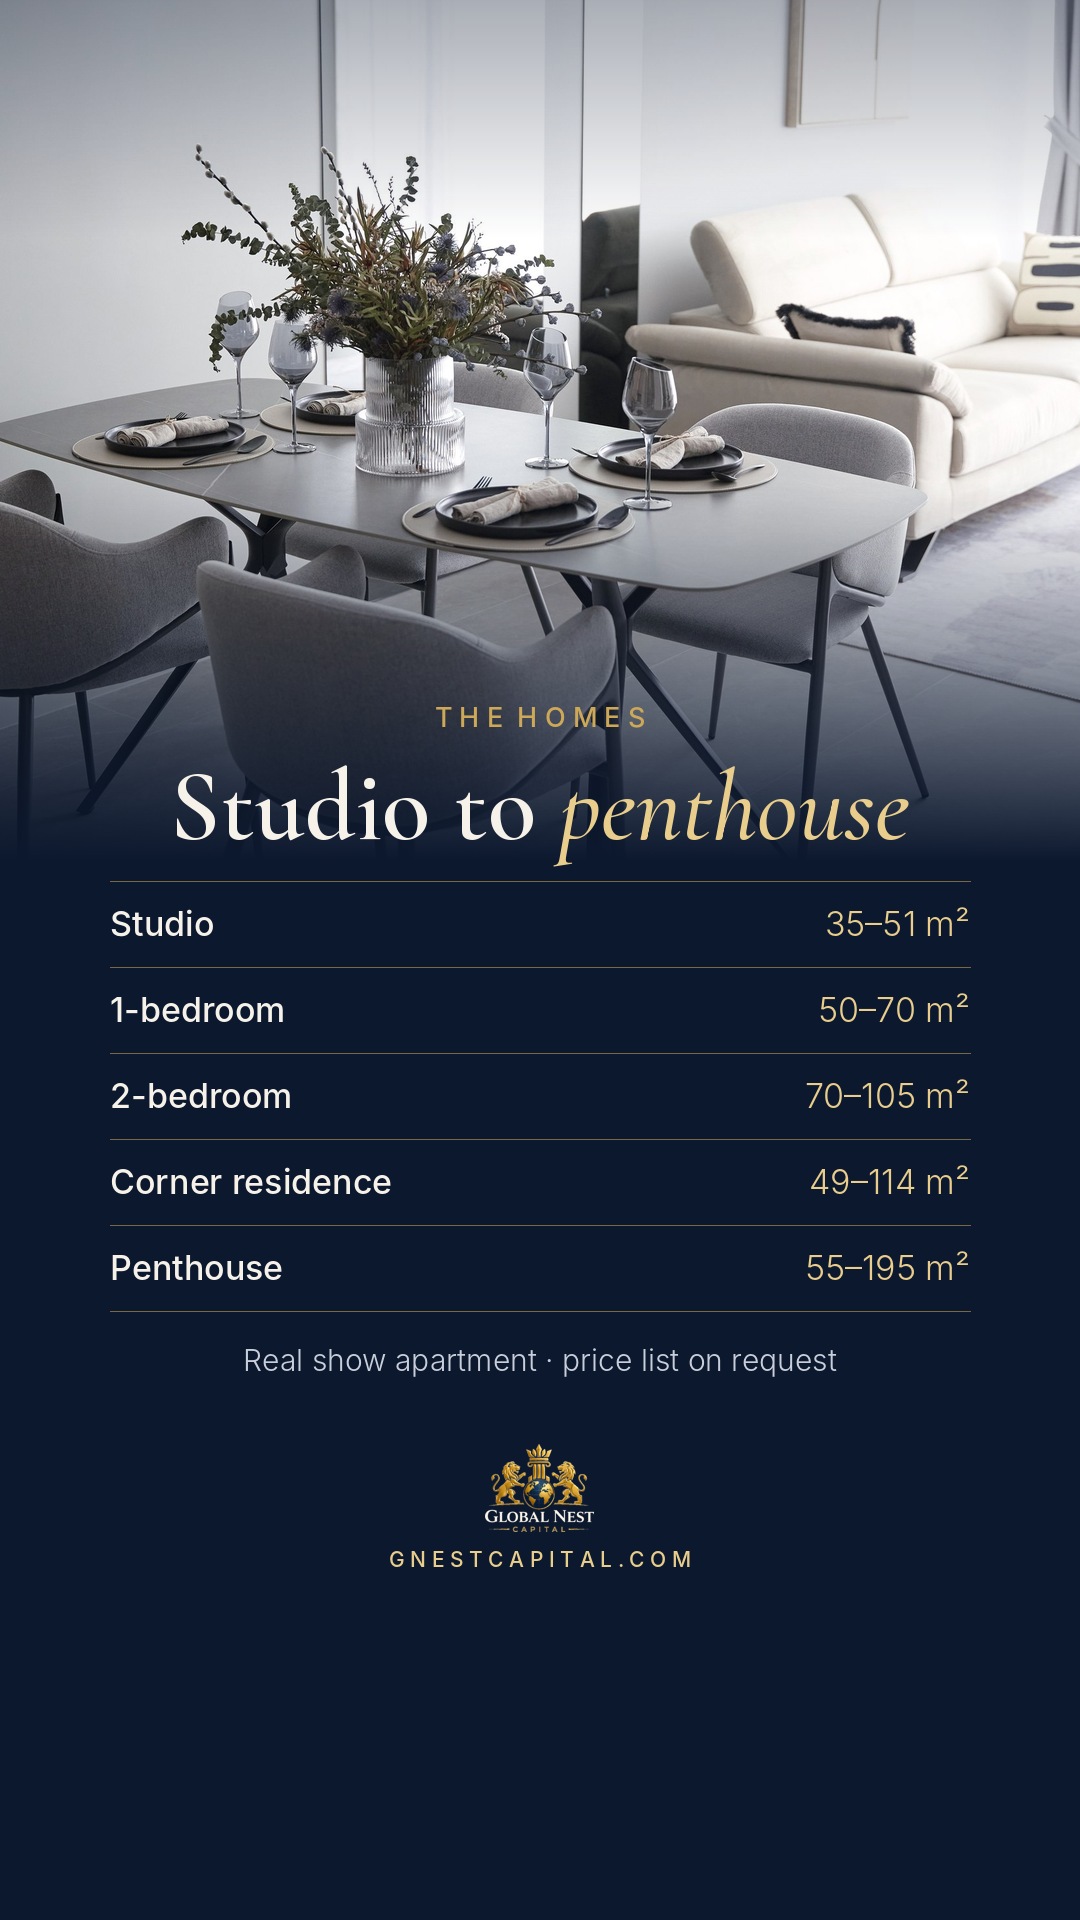 THE HOMES
Studio to penthouse
Studio 35–51 m²
1-bedroom 50–70 m²
2-bedroom 70–105 m²
Corner residence 49–114 m²
Penthouse 55–195 m²
Real show apartment · price list on request
GLOBAL NEST
CAPITAL
GNESTCAPITAL.COM